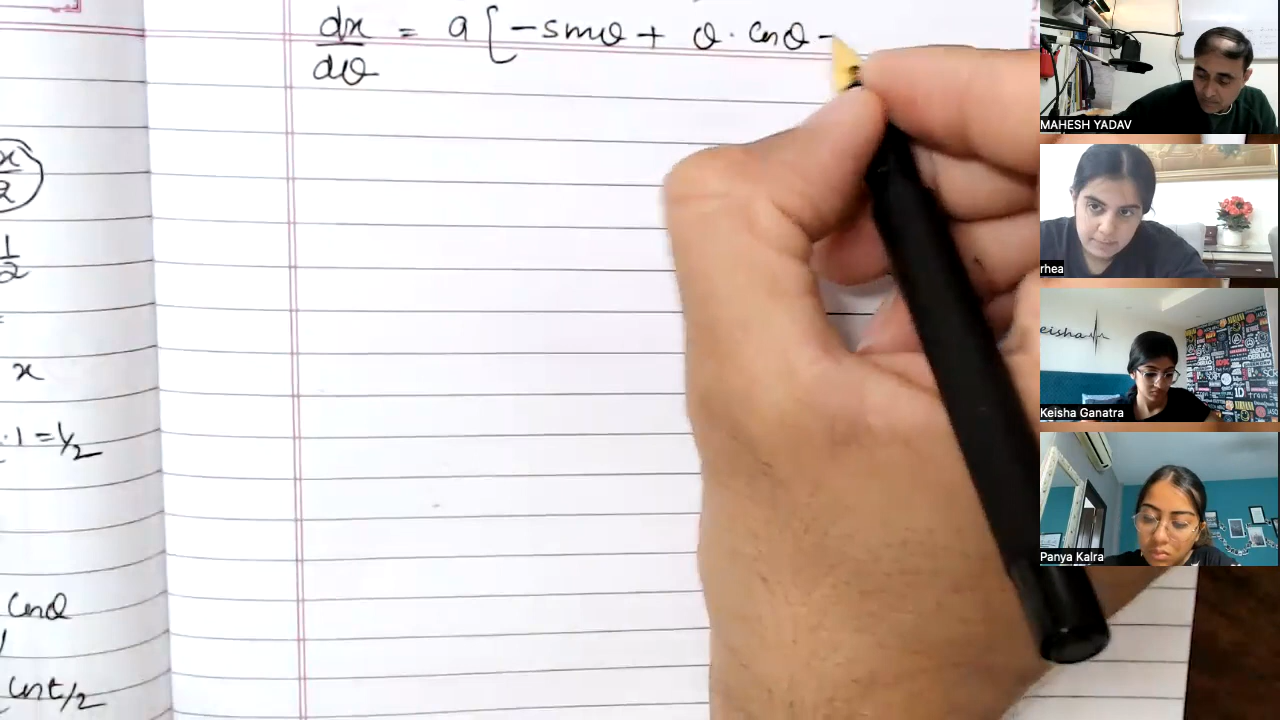 dx/dθ = a [ -sinθ + θ · cosθ -
x/2
1/2
x
· 1 = 1/2
cosθ
cost/2
MAHESH YADAV
rhea
eisha
Keisha Ganatra
Panya Kalra